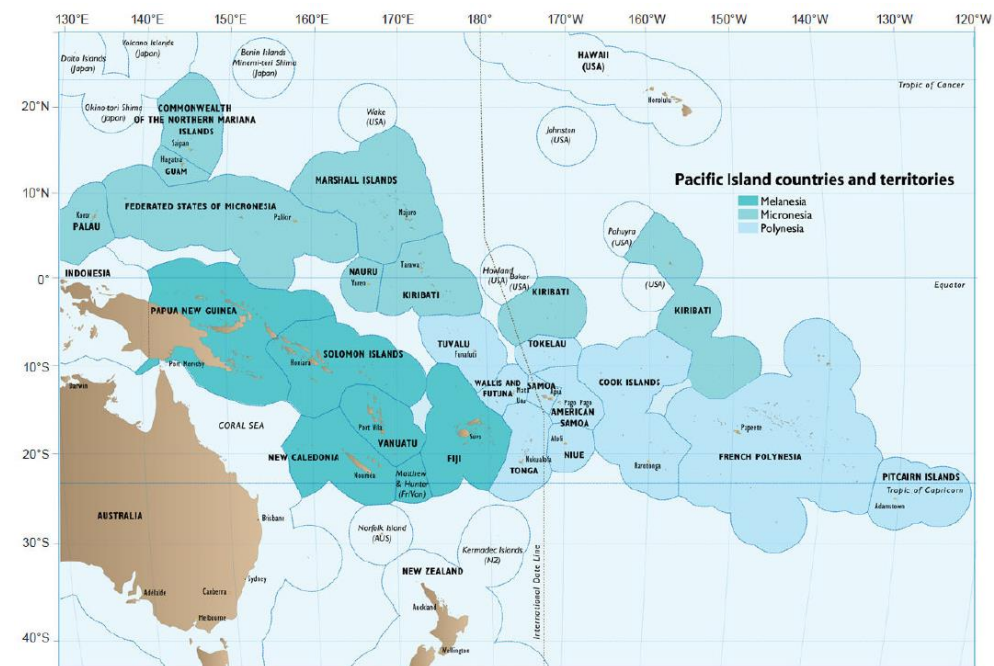 130°E 140°E 150°E 160°E 170°E 180° 170°W 160°W 150°W 140°W 130°W 120°W
Volcano Islands
(Japan)
Daito Islands
(Japan)
Bonin Islands
Minami-tori Shima
(Japan)
HAWAII
(USA)
Tropic of Cancer
Honolulu
20°N
Okino-tori Shima
(Japan)
COMMONWEALTH
OF THE NORTHERN MARIANA
ISLANDS
Saipan
Hagatna
GUAM
Wake
(USA)
Johnston
(USA)
Pacific Island countries and territories
Melanesia
Micronesia
Polynesia
10°N
MARSHALL ISLANDS
Majuro
FEDERATED STATES OF MICRONESIA
Palikir
Koror
PALAU
Palmyra
(USA)
0°
INDONESIA
NAURU
Yaren
Tarawa
KIRIBATI
Howland
(USA)
Baker
(USA)
KIRIBATI
(USA)
KIRIBATI
Equator
PAPUA NEW GUINEA
Port Moresby
SOLOMON ISLANDS
Honiara
TUVALU
Funafuti
TOKELAU
10°S
Darwin
WALLIS AND
FUTUNA
Mata
Utu
SAMOA
Apia
Pago Pago
AMERICAN
SAMOA
COOK ISLANDS
CORAL SEA
Port Vila
VANUATU
Suva
FIJI
Alofi
NIUE
Papeete
FRENCH POLYNESIA
20°S
NEW CALEDONIA
Noumea
Matthew
& Hunter
(Fr/Van)
Nukualofa
TONGA
Rarotonga
PITCAIRN ISLANDS
Tropic of Capricorn
Adamstown
AUSTRALIA
Brisbane
Norfolk Island
(AUS)
Kermadec Islands
(NZ)
30°S
International Date Line
NEW ZEALAND
Sydney
Adelaide
Canberra
Melbourne
Auckland
Wellington
40°S